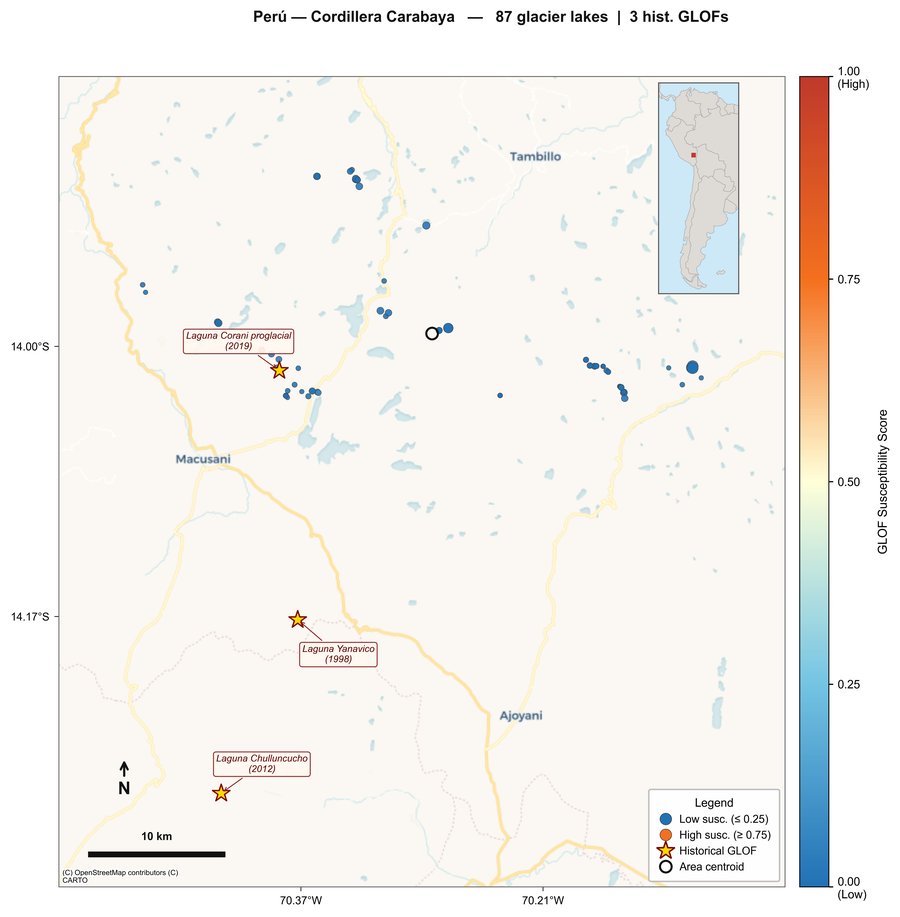 Perú — Cordillera Carabaya — 87 glacier lakes | 3 hist. GLOFs
1.00
(High)
Tambillo
0.75
Laguna Corani proglacial
(2019)
14.00°S
Macusani
0.50
GLOF Susceptibility Score
14.17°S
Laguna Yanavico
(1998)
0.25
Ajoyani
Laguna Chulluncucho
(2012)
N
10 km
Legend
Low susc. (≤ 0.25)
High susc. (≥ 0.75)
Historical GLOF
Area centroid
(C) OpenStreetMap contributors (C)
CARTO
0.00
(Low)
70.37°W
70.21°W